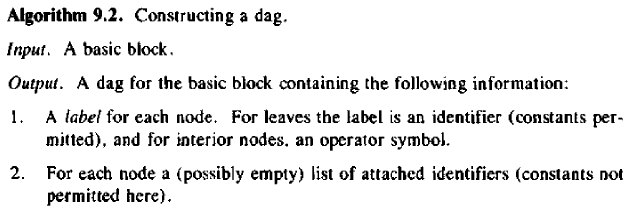 Algorithm 9.2. Constructing a dag.
Input. A basic block.
Output. A dag for the basic block containing the following information:
1. A label for each node. For leaves the label is an identifier (constants per-
mitted), and for interior nodes, an operator symbol.
2. For each node a (possibly empty) list of attached identifiers (constants not
permitted here).